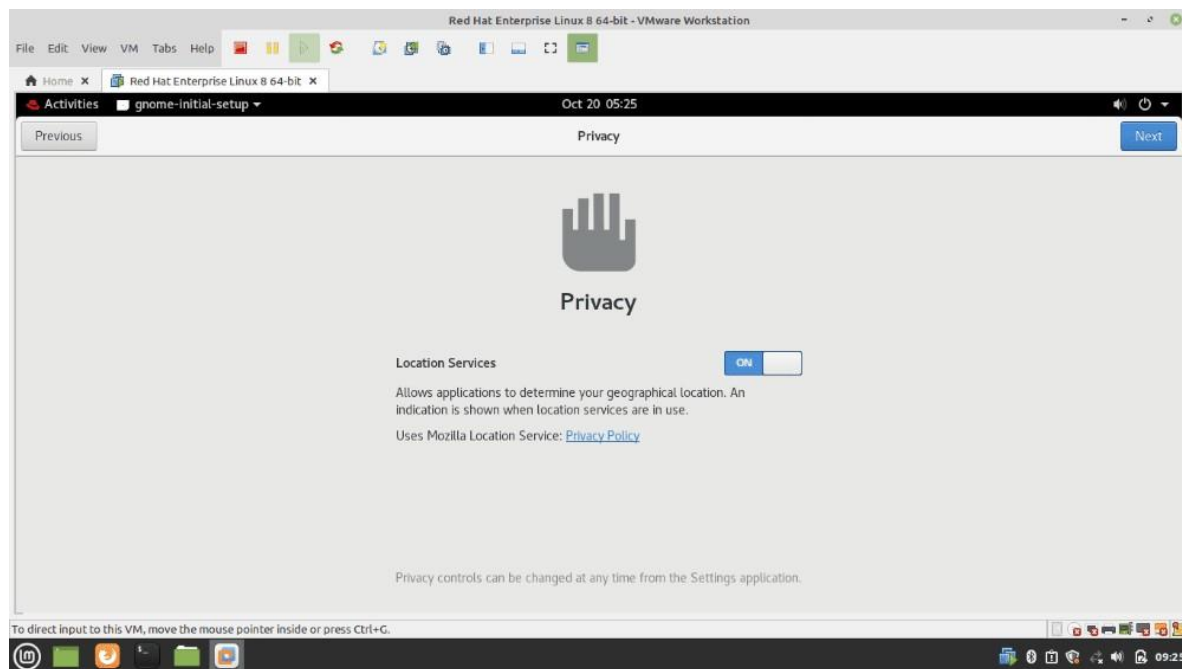 Red Hat Enterprise Linux 8 64-bit - VMware Workstation
File Edit View VM Tabs Help
Home Red Hat Enterprise Linux 8 64-bit
Activities gnome-initial-setup Oct 20 05:25
Previous Privacy Next
Privacy
Location Services ON
Allows applications to determine your geographical location. An
indication is shown when location services are in use.
Uses Mozilla Location Service: Privacy Policy
Privacy controls can be changed at any time from the Settings application.
To direct input to this VM, move the mouse pointer inside or press Ctrl+G.